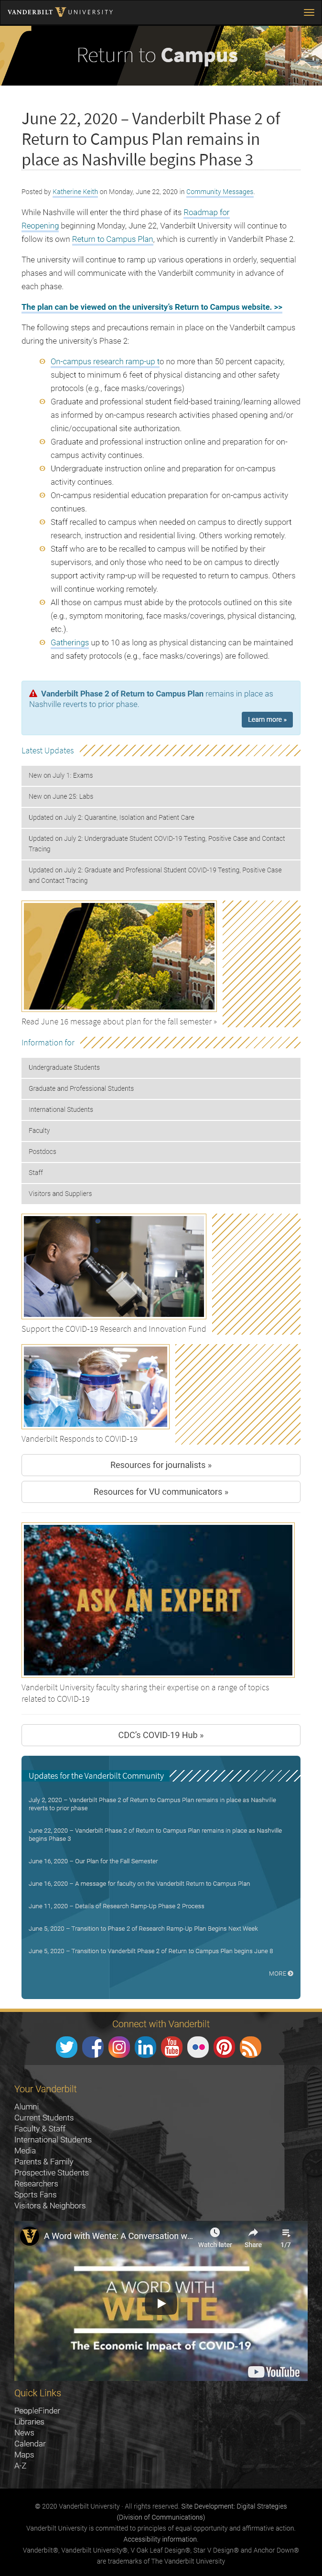 VANDERBILT V UNIVERSITY
Return to Campus
June 22, 2020 – Vanderbilt Phase 2 of
Return to Campus Plan remains in
place as Nashville begins Phase 3
Posted by Katherine Keith on Monday, June 22, 2020 in Community Messages.
While Nashville will enter the third phase of its Roadmap for
Reopening beginning Monday, June 22, Vanderbilt University will continue to
follow its own Return to Campus Plan, which is currently in Vanderbilt Phase 2.
The university will continue to ramp up various operations in orderly, sequential
phases and will communicate with the Vanderbilt community in advance of
each phase.
The plan can be viewed on the university's Return to Campus website. >>
The following steps and precautions remain in place on the Vanderbilt campus
during the university's Phase 2:
On-campus research ramp-up to no more than 50 percent capacity,
subject to minimum 6 feet of physical distancing and other safety
protocols (e.g., face masks/coverings)
Graduate and professional student field-based training/learning allowed
as informed by on-campus research activities phased opening and/or
clinic/occupational site authorization.
Graduate and professional instruction online and preparation for on-
campus activity continues.
Undergraduate instruction online and preparation for on-campus
activity continues.
On-campus residential education preparation for on-campus activity
continues.
Staff recalled to campus when needed on campus to directly support
research, instruction and residential living. Others working remotely.
Staff who are to be recalled to campus will be notified by their
supervisors, and only those who need to be on campus to directly
support activity ramp-up will be requested to return to campus. Others
will continue working remotely.
All those on campus must abide by the protocols outlined on this site
(e.g., symptom monitoring, face masks/coverings, physical distancing,
etc.).
Gatherings up to 10 as long as physical distancing can be maintained
and safety protocols (e.g., face masks/coverings) are followed.
Vanderbilt Phase 2 of Return to Campus Plan remains in place as
Nashville reverts to prior phase.
Learn more »
Latest Updates
New on July 1: Exams
New on June 25: Labs
Updated on July 2: Quarantine, Isolation and Patient Care
Updated on July 2: Undergraduate Student COVID-19 Testing, Positive Case and Contact
Tracing
Updated on July 2: Graduate and Professional Student COVID-19 Testing, Positive Case
and Contact Tracing
Read June 16 message about plan for the fall semester »
Information for
Undergraduate Students
Graduate and Professional Students
International Students
Faculty
Postdocs
Staff
Visitors and Suppliers
Support the COVID-19 Research and Innovation Fund
Vanderbilt Responds to COVID-19
Resources for journalists »
Resources for VU communicators »
ASK AN EXPERT
Vanderbilt University faculty sharing their expertise on a range of topics
related to COVID-19
CDC's COVID-19 Hub »
Updates for the Vanderbilt Community
July 2, 2020 – Vanderbilt Phase 2 of Return to Campus Plan remains in place as Nashville
reverts to prior phase
June 22, 2020 – Vanderbilt Phase 2 of Return to Campus Plan remains in place as Nashville
begins Phase 3
June 16, 2020 – Our Plan for the Fall Semester
June 16, 2020 – A message for faculty on the Vanderbilt Return to Campus Plan
June 11, 2020 – Details of Research Ramp-Up Phase 2 Process
June 5, 2020 – Transition to Phase 2 of Research Ramp-Up Plan Begins Next Week
June 5, 2020 – Transition to Vanderbilt Phase 2 of Return to Campus Plan begins June 8
MORE
Connect with Vanderbilt
You Tube
Your Vanderbilt
Alumni
Current Students
Faculty & Staff
International Students
Media
Parents & Family
Prospective Students
Researchers
Sports Fans
Visitors & Neighbors
A Word with Wente: A Conversation w...
Watch later
Share
1/7
A WORD WITH
WENTE
The Economic Impact of COVID-19
YouTube
Quick Links
PeopleFinder
Libraries
News
Calendar
Maps
A-Z
© 2020 Vanderbilt University · All rights reserved. Site Development: Digital Strategies
(Division of Communications)
Vanderbilt University is committed to principles of equal opportunity and affirmative action.
Accessibility information.
Vanderbilt®, Vanderbilt University®, V Oak Leaf Design®, Star V Design® and Anchor Down®
are trademarks of The Vanderbilt University